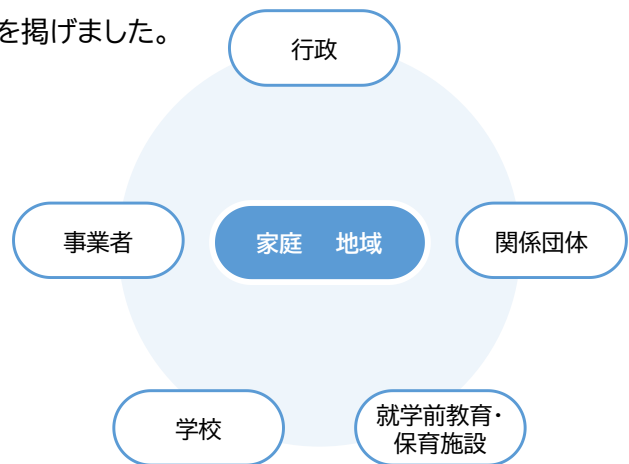 を掲げました。
行政
事業者
家庭　地域
関係団体
学校
就学前教育・
保育施設